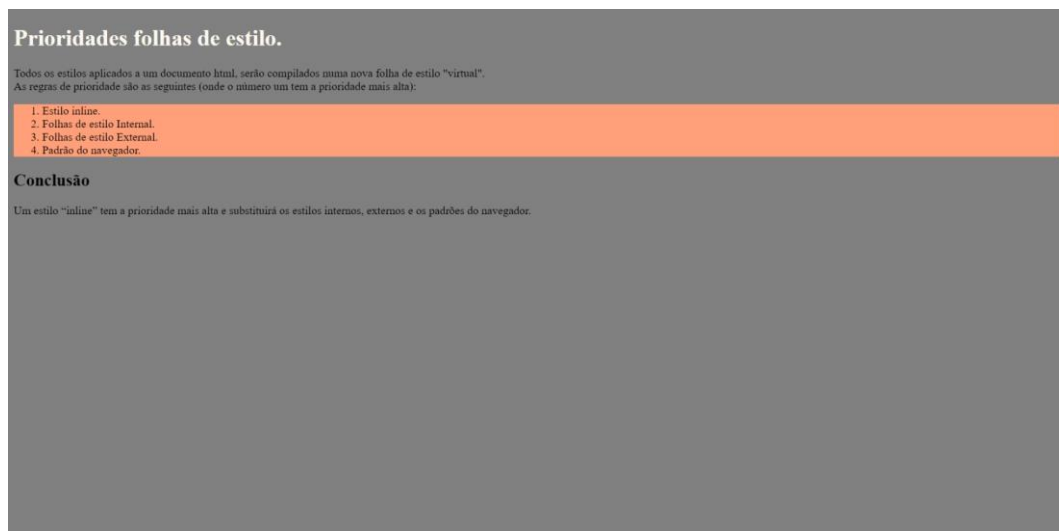 Prioridades folhas de estilo.
Todos os estilos aplicados a um documento html, serão compilados numa nova folha de estilo "virtual".
As regras de prioridade são as seguintes (onde o número um tem a prioridade mais alta):
1. Estilo inline.
2. Folhas de estilo Internal.
3. Folhas de estilo External.
4. Padrão do navegador.
Conclusão
Um estilo “inline” tem a prioridade mais alta e substituirá os estilos internos, externos e os padrões do navegador.